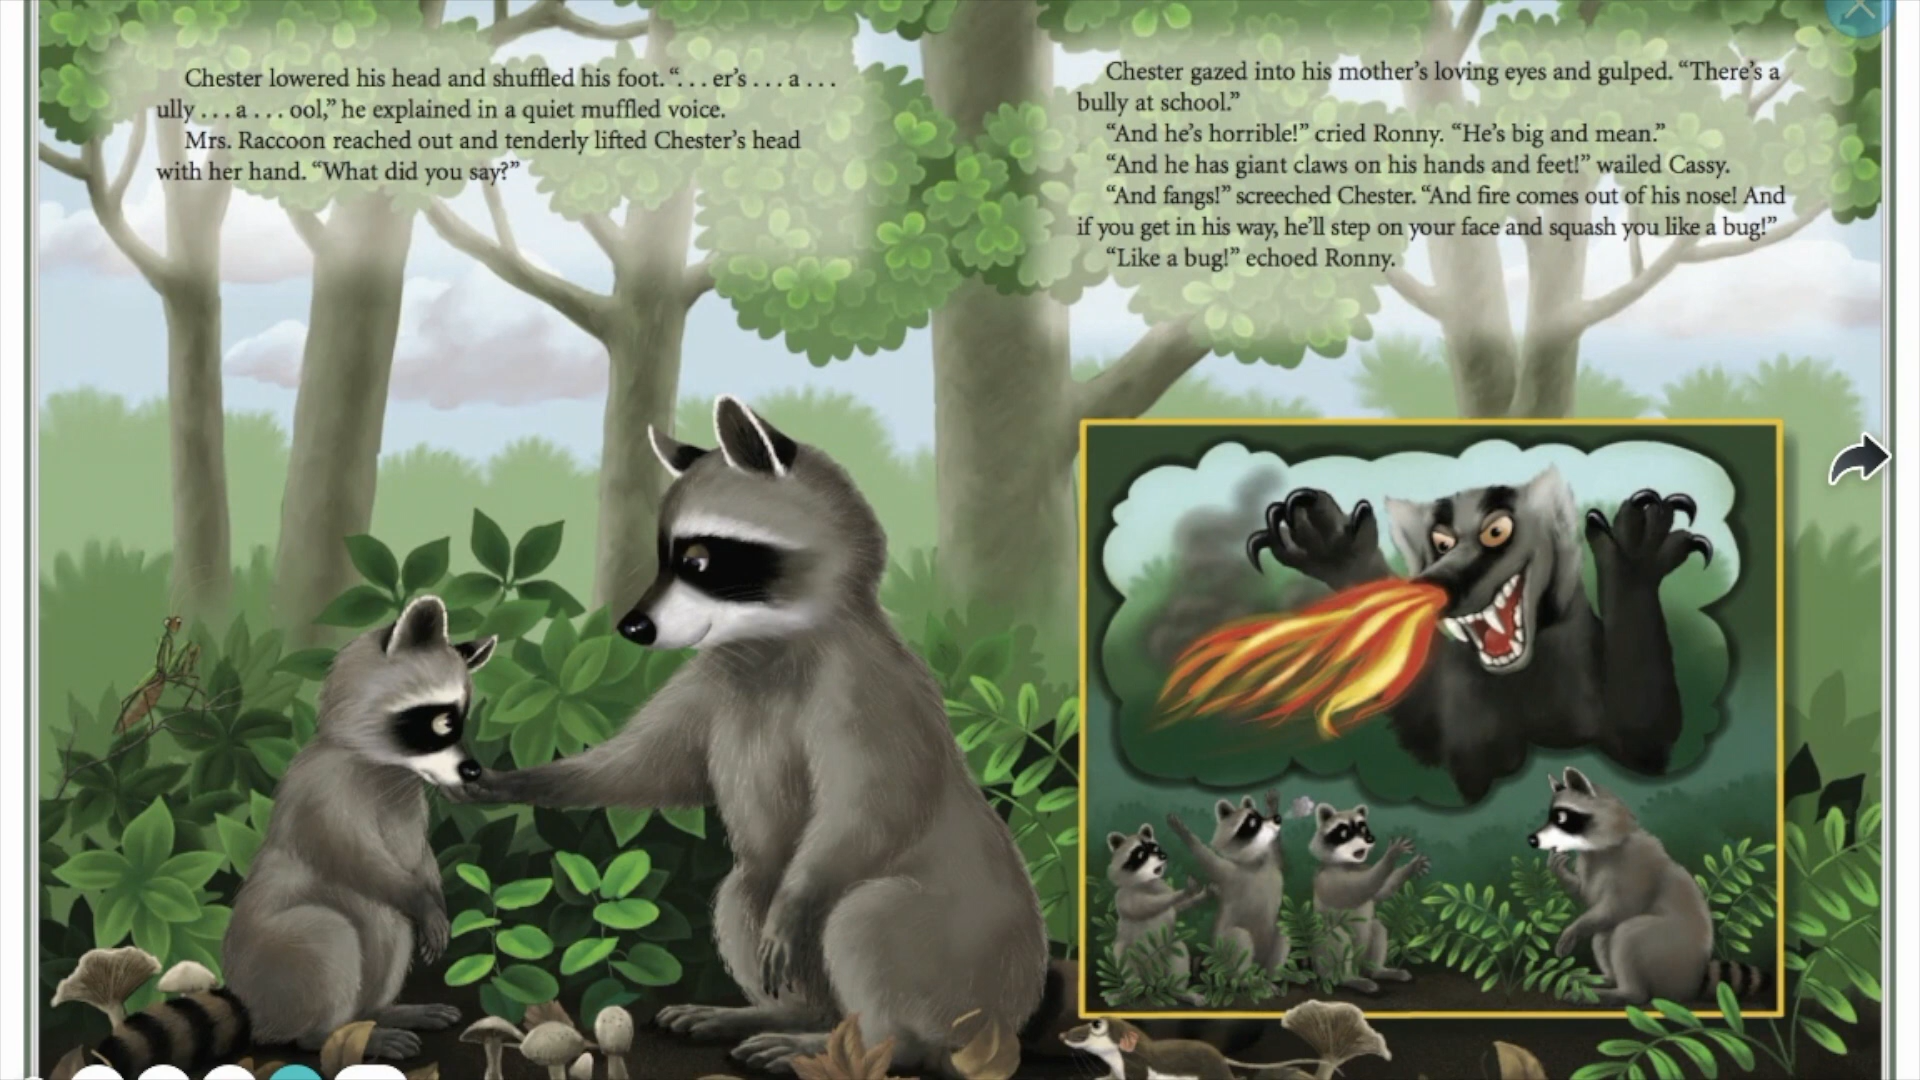 Chester lowered his head and shuffled his foot. “. . . er’s . . . a . . .
ully . . . a . . . ool,” he explained in a quiet muffled voice.
Mrs. Raccoon reached out and tenderly lifted Chester’s head
with her hand. “What did you say?”
Chester gazed into his mother’s loving eyes and gulped. “There’s a
bully at school.”
“And he’s horrible!” cried Ronny. “He’s big and mean.”
“And he has giant claws on his hands and feet!” wailed Cassy.
“And fangs!” screeched Chester. “And fire comes out of his nose! And
if you get in his way, he’ll step on your face and squash you like a bug!”
“Like a bug!” echoed Ronny.